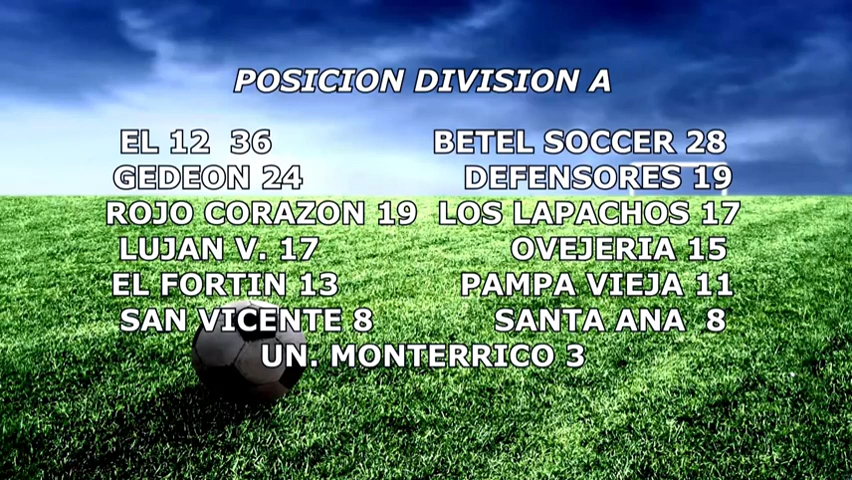 POSICION DIVISION A
EL 12  36 BETEL SOCCER 28
GEDEON 24 DEFENSORES 19
ROJO CORAZON 19 LOS LAPACHOS 17
LUJAN V. 17 OVEJERIA 15
EL FORTIN 13 PAMPA VIEJA 11
SAN VICENTE 8 SANTA ANA  8
UN. MONTERRICO 3